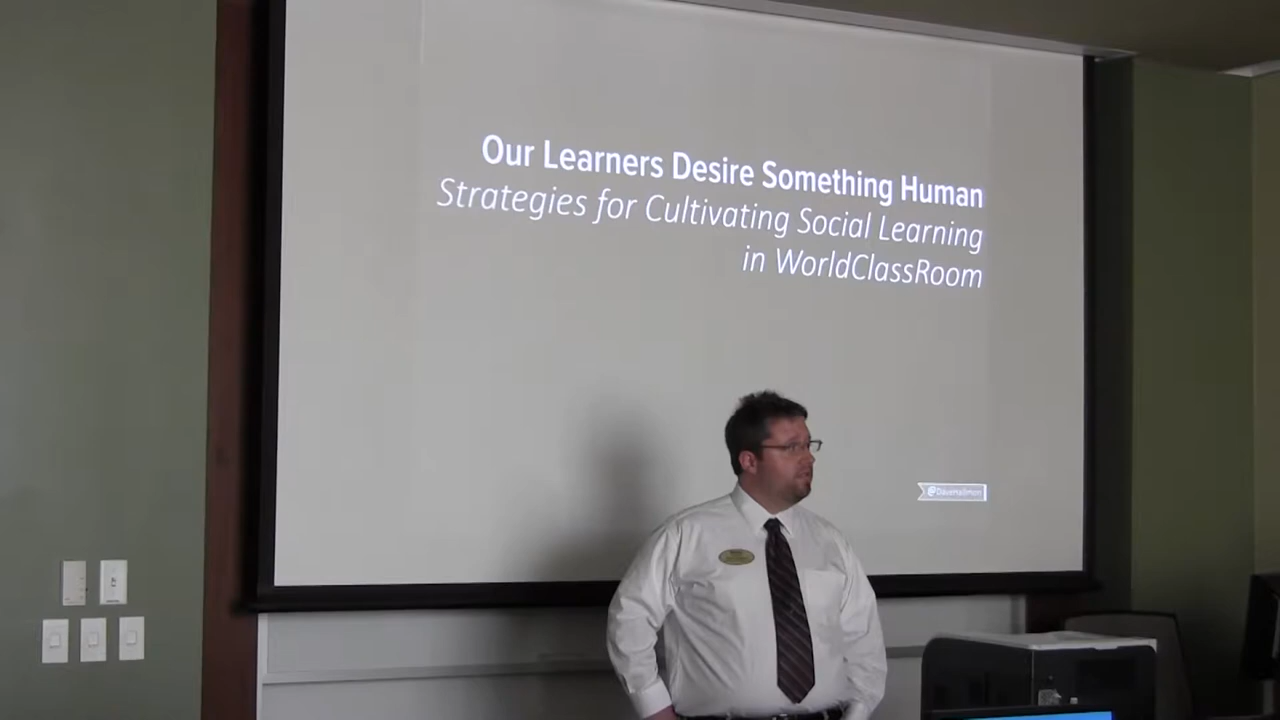 Our Learners Desire Something Human
Strategies for Cultivating Social Learning
in WorldClassRoom